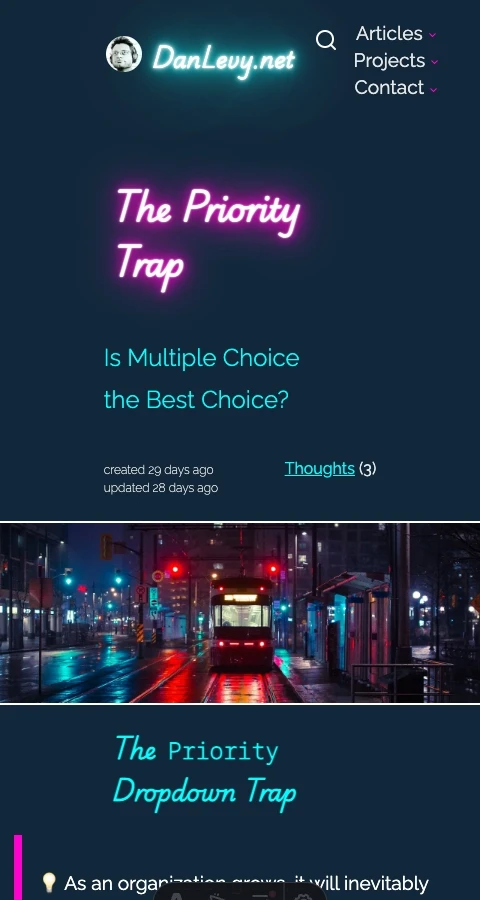 DanLevy.net
Articles
Projects
Contact
The Priority
Trap
Is Multiple Choice
the Best Choice?
created 29 days ago
updated 28 days ago
Thoughts (3)
The Priority
Dropdown Trap
💡 As an organization grows, it will inevitably